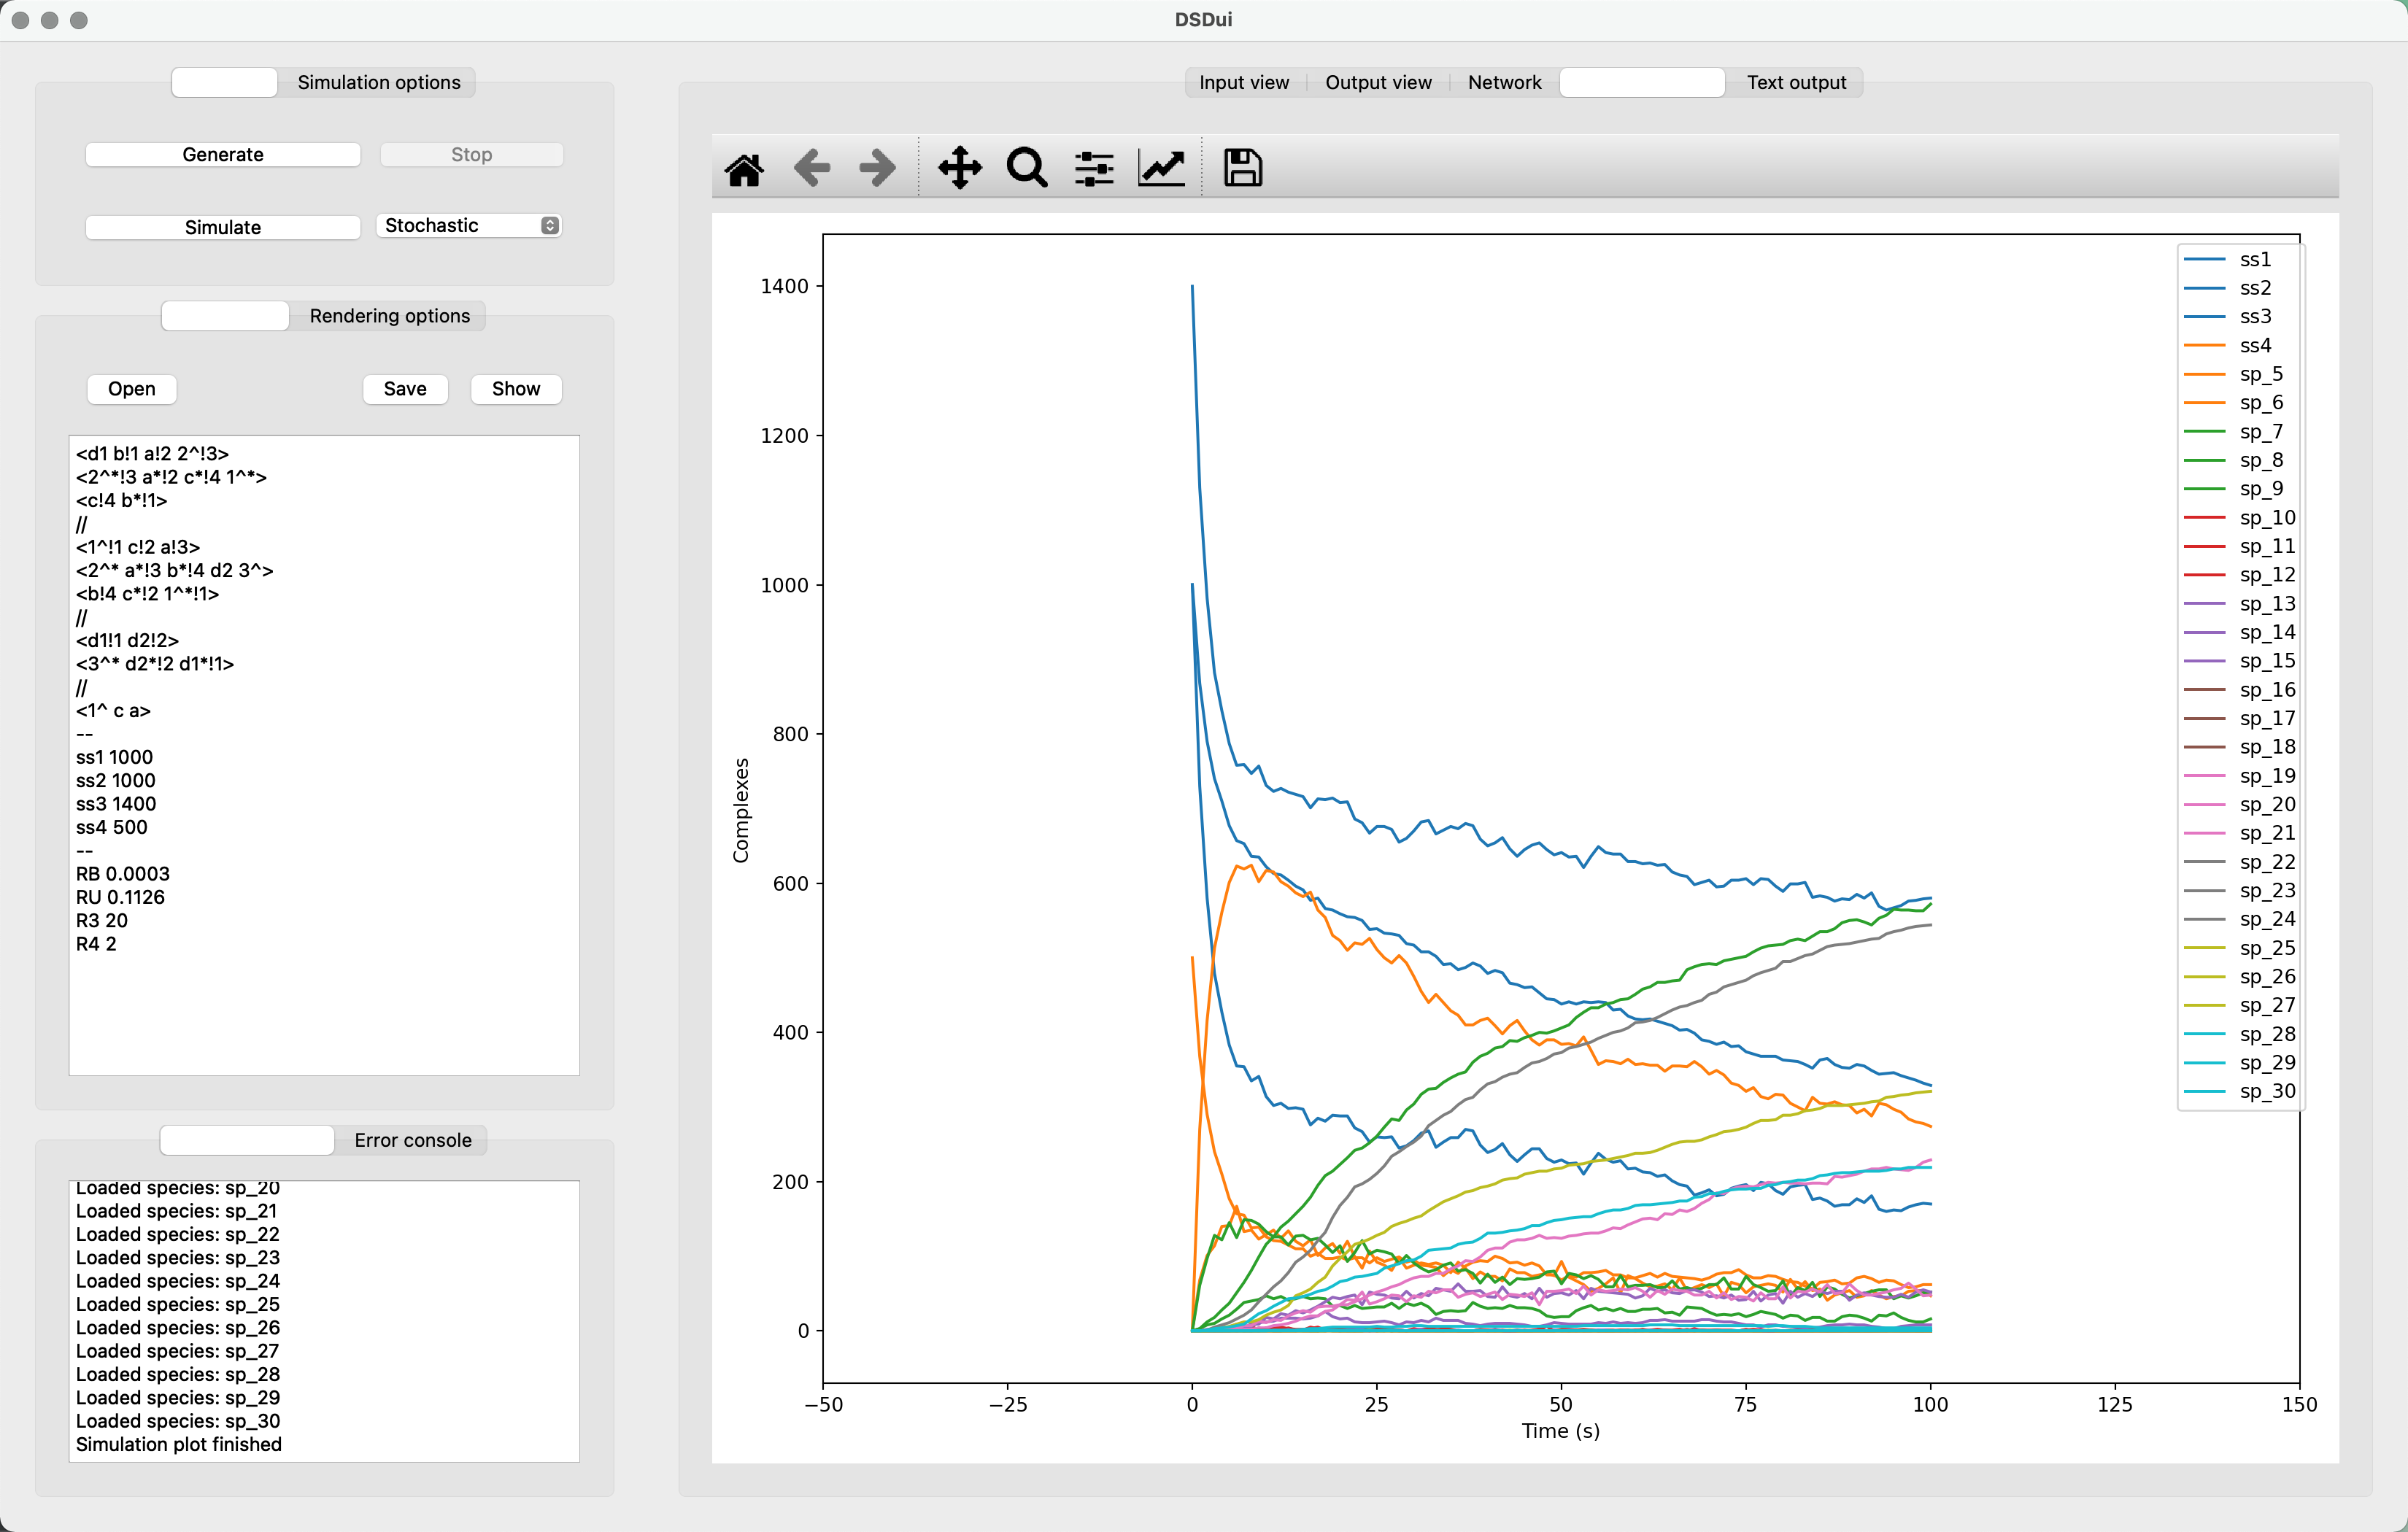 DSDui
Simulation options
Generate
Stop
Simulate
Stochastic
Rendering options
Open
Save
Show
<d1 b!1 a!2 2^!3>
<2^*!3 a*!2 c*!4 1^*>
<c!4 b*!1>
//
<1^!1 c!2 a!3>
<2^* a*!3 b*!4 d2 3^>
<b!4 c*!2 1^*!1>
//
<d1!1 d2!2>
<3^* d2*!2 d1*!1>
//
<1^ c a>
--
ss1 1000
ss2 1000
ss3 1400
ss4 500
--
RB 0.0003
RU 0.1126
R3 20
R4 2
Error console
Loaded species: sp_20
Loaded species: sp_21
Loaded species: sp_22
Loaded species: sp_23
Loaded species: sp_24
Loaded species: sp_25
Loaded species: sp_26
Loaded species: sp_27
Loaded species: sp_28
Loaded species: sp_29
Loaded species: sp_30
Simulation plot finished
Input view
Output view
Network
Text output
1400
1200
1000
800
600
400
200
0
Complexes
−50
−25
0
25
50
75
100
125
150
Time (s)
ss1
ss2
ss3
ss4
sp_5
sp_6
sp_7
sp_8
sp_9
sp_10
sp_11
sp_12
sp_13
sp_14
sp_15
sp_16
sp_17
sp_18
sp_19
sp_20
sp_21
sp_22
sp_23
sp_24
sp_25
sp_26
sp_27
sp_28
sp_29
sp_30